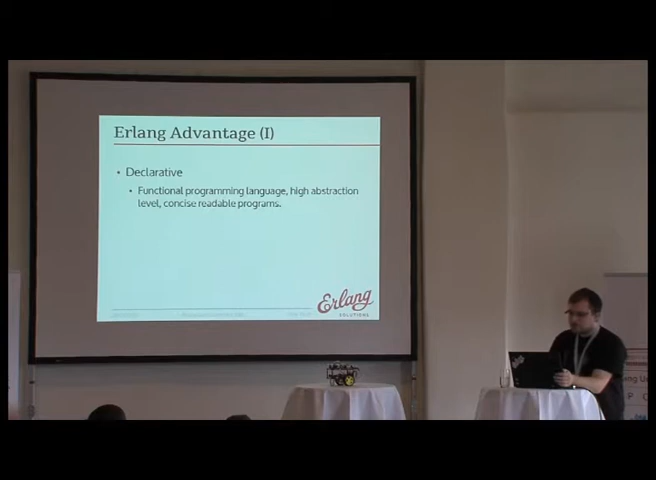 Erlang Advantage (I)
• Declarative
• Functional programming language, high abstraction
level, concise readable programs.
Erlang
SOLUTIONS